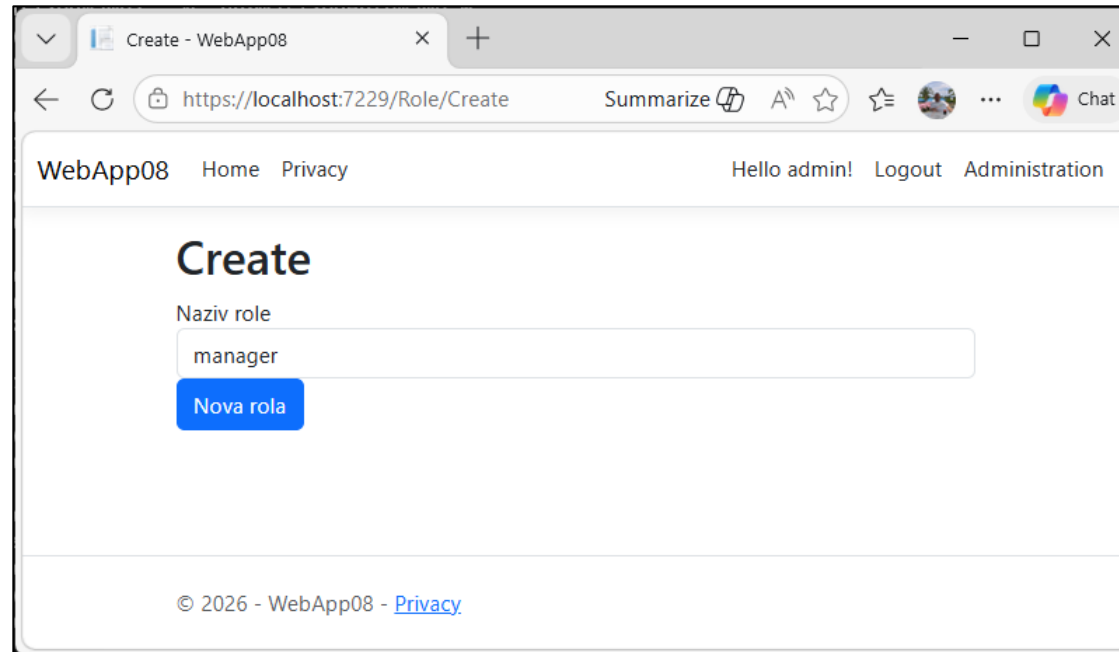 Create - WebApp08
https://localhost:7229/Role/Create Summarize Chat
WebApp08 Home Privacy Hello admin! Logout Administration
Create
Naziv role
manager
Nova rola
© 2026 - WebApp08 - Privacy